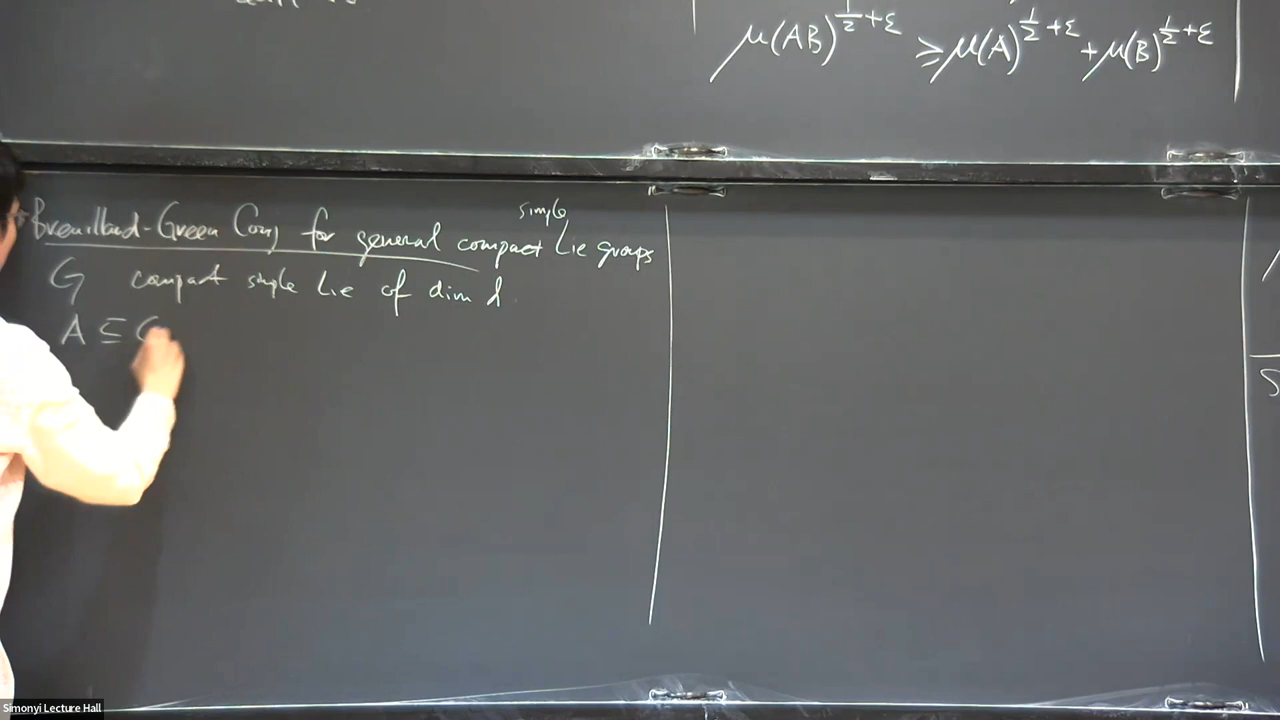 μ(AB)^{1/2+ε} ≥ μ(A)^{1/2+ε} + μ(B)^{1/2+ε}
simple
Breuillard-Green Conj for general compact Lie groups
G compact simple Lie of dim d
A ⊆ G
Simonyi Lecture Hall